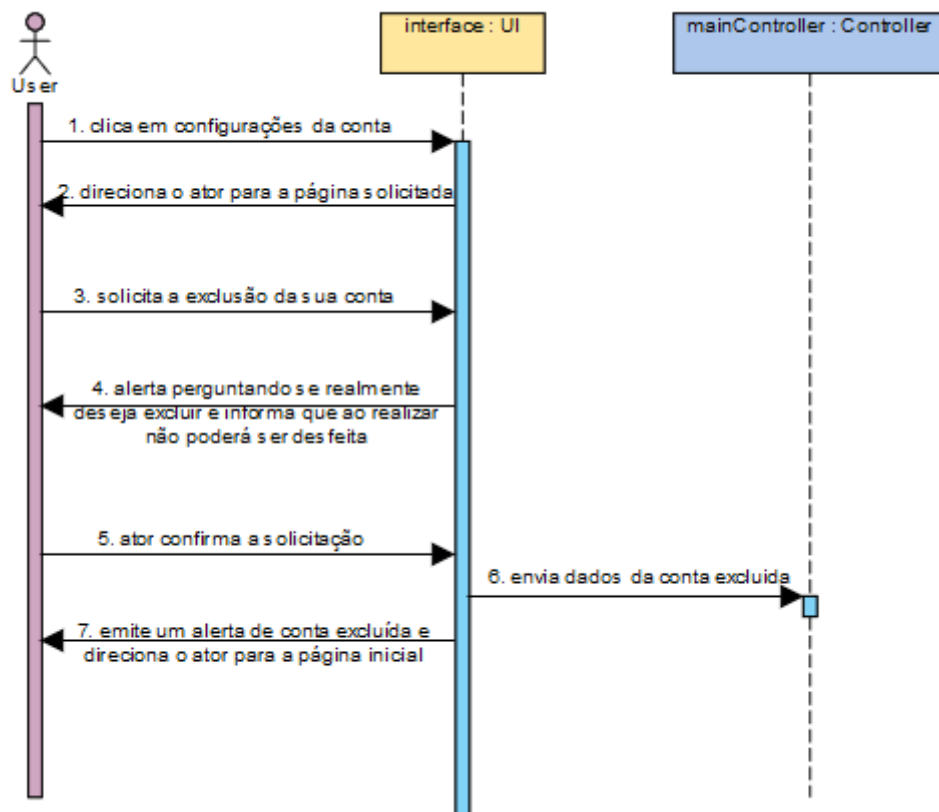 interface : UI
mainController : Controller
User
1. clica em configurações da conta
2. direciona o ator para a página solicitada
3. solicita a exclusão da sua conta
4. alerta perguntando se realmente
deseja excluir e informa que ao realizar
não poderá ser desfeita
5. ator confirma a solicitação
6. envia dados da conta excluida
7. emite um alerta de conta excluída e
direciona o ator para a página inicial